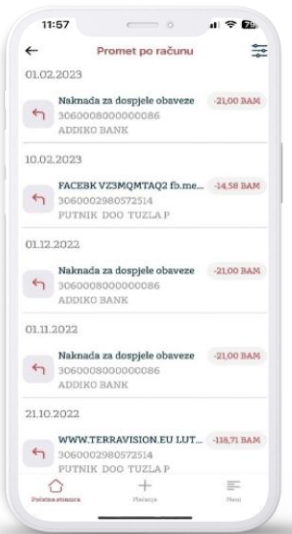 11:57
Promet po računu
01.02.2023
Naknada za dospjele obaveze -21,00 BAM
3060008000000086
ADDIKO BANK
10.02.2023
FACEBK VZ3MQMTAQ2 fb.me... -14,58 BAM
3060002980572514
PUTNIK DOO TUZLA P
01.12.2022
Naknada za dospjele obaveze -21,00 BAM
3060008000000086
ADDIKO BANK
01.11.2022
Naknada za dospjele obaveze -21,00 BAM
3060008000000086
ADDIKO BANK
21.10.2022
WWW.TERRAVISION.EU LUT... -118,71 BAM
3060002980572514
PUTNIK DOO TUZLA P
Početna stranica Plaćanja Meni